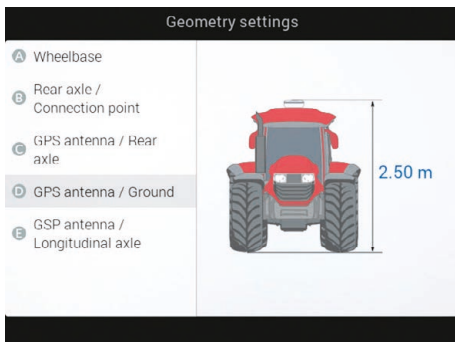 Geometry settings
A Wheelbase
B Rear axle /
Connection point
C GPS antenna / Rear
axle
D GPS antenna / Ground
E GSP antenna /
Longitudinal axle
2.50 m